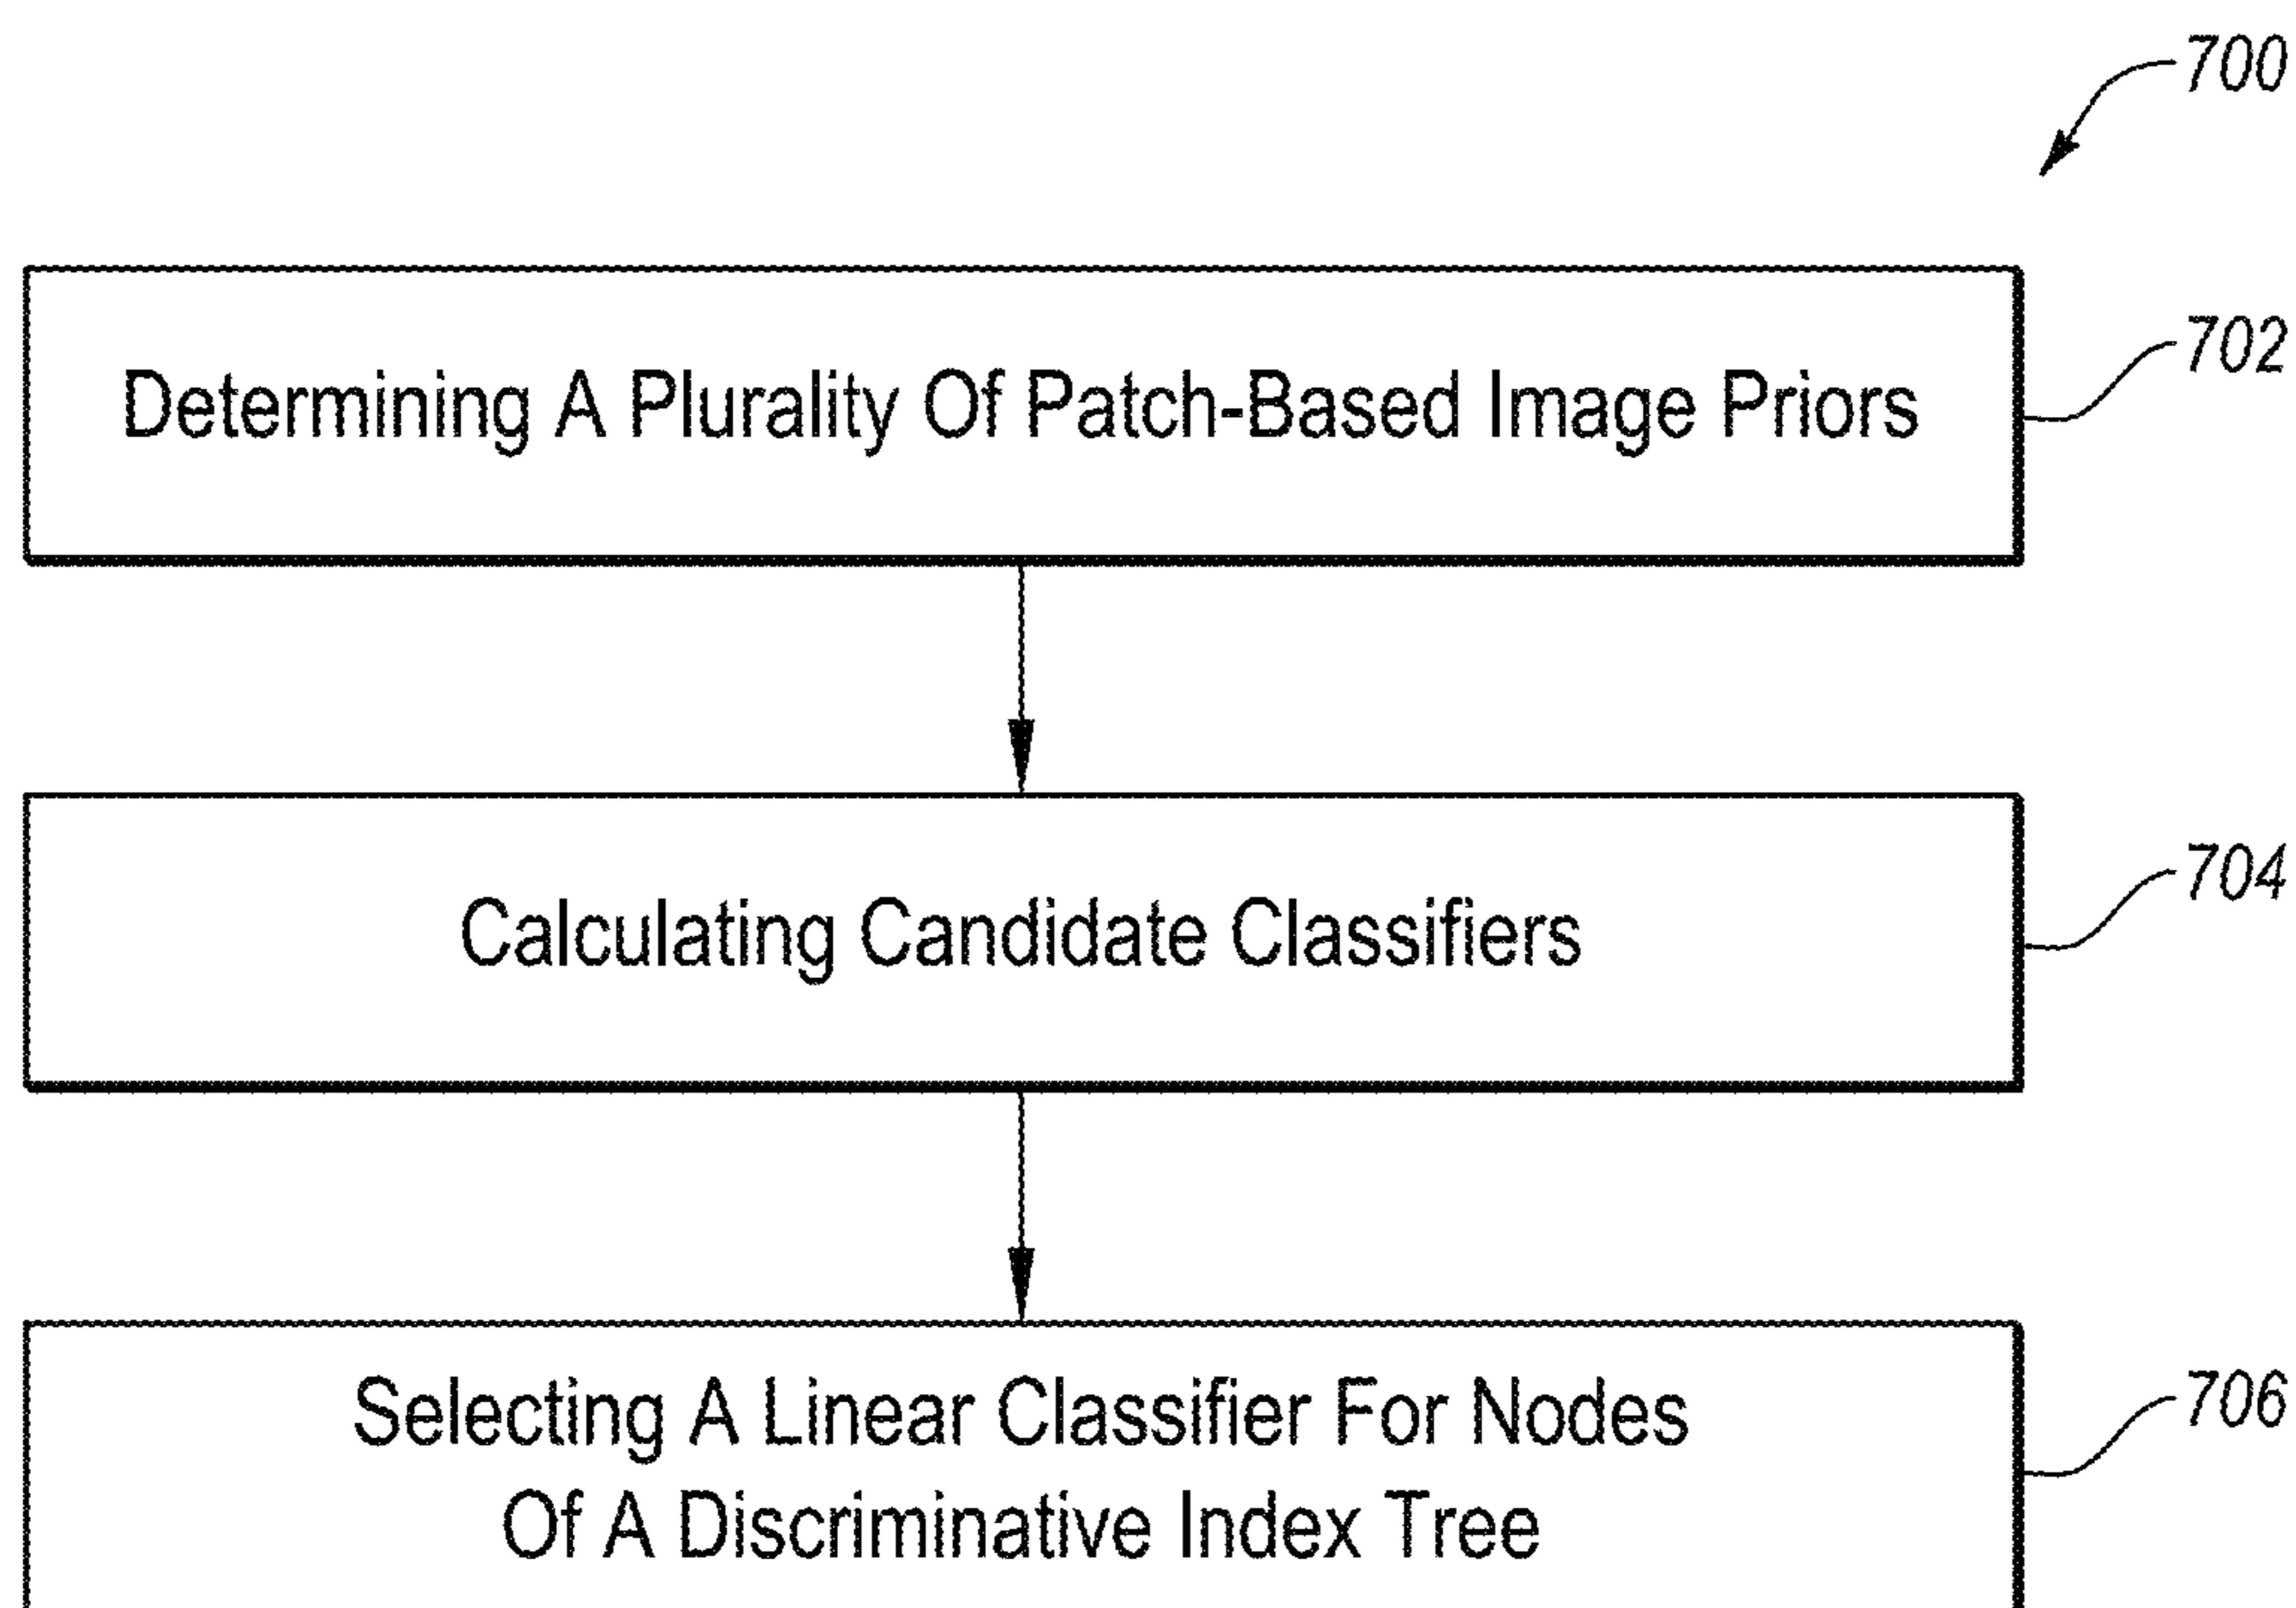 700
Determining A Plurality Of Patch-Based Image Priors
702
Calculating Candidate Classifiers
704
Selecting A Linear Classifier For Nodes
Of A Discriminative Index Tree
706